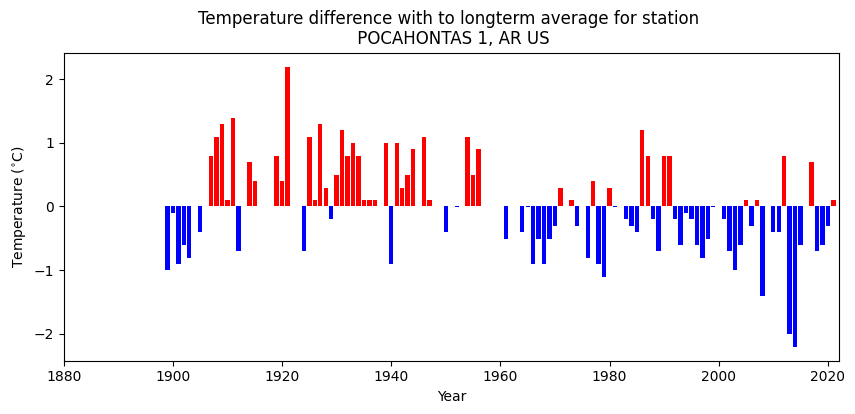 Temperature difference with to longterm average for station
POCAHONTAS 1, AR US
Temperature (°C)
2
1
0
−1
−2
1880 1900 1920 1940 1960 1980 2000 2020
Year